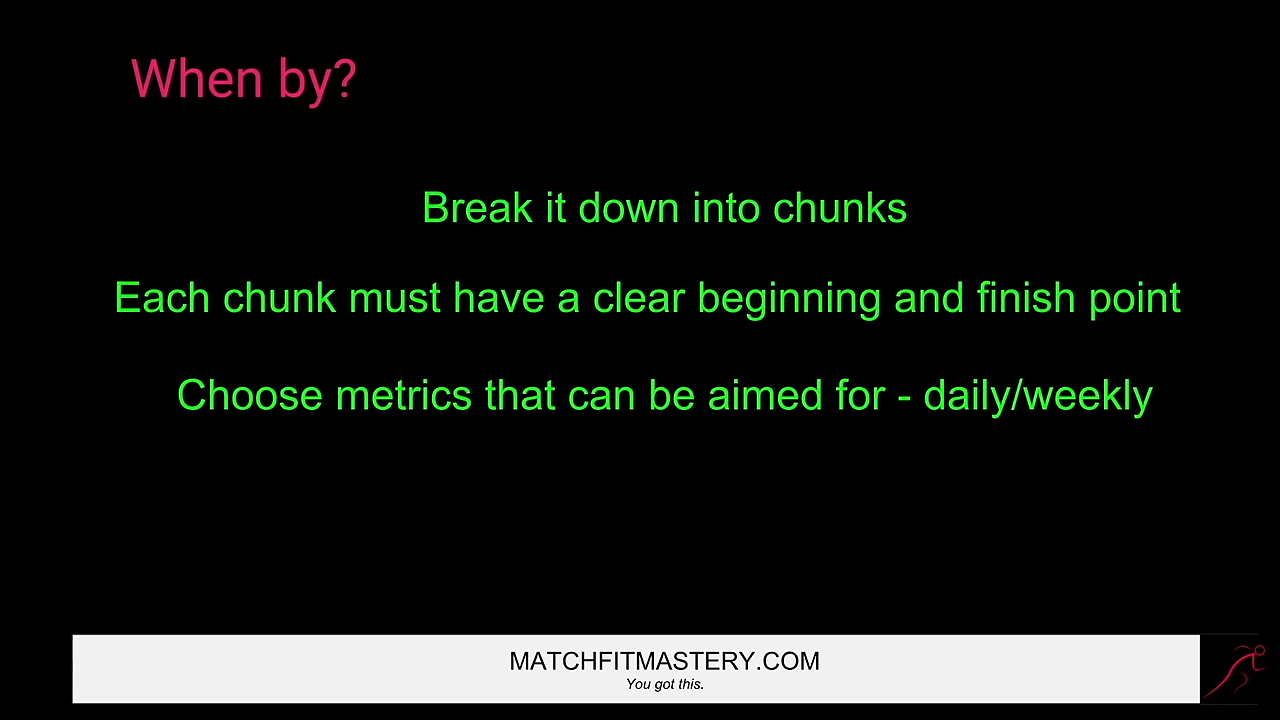 When by?
Break it down into chunks
Each chunk must have a clear beginning and finish point
Choose metrics that can be aimed for - daily/weekly
MATCHFITMASTERY.COM
You got this.